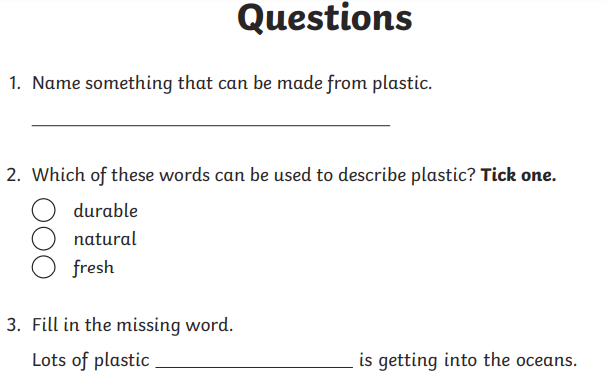 Questions
1. Name something that can be made from plastic.
2. Which of these words can be used to describe plastic? Tick one.
durable
natural
fresh
3. Fill in the missing word.
Lots of plastic ____________________ is getting into the oceans.